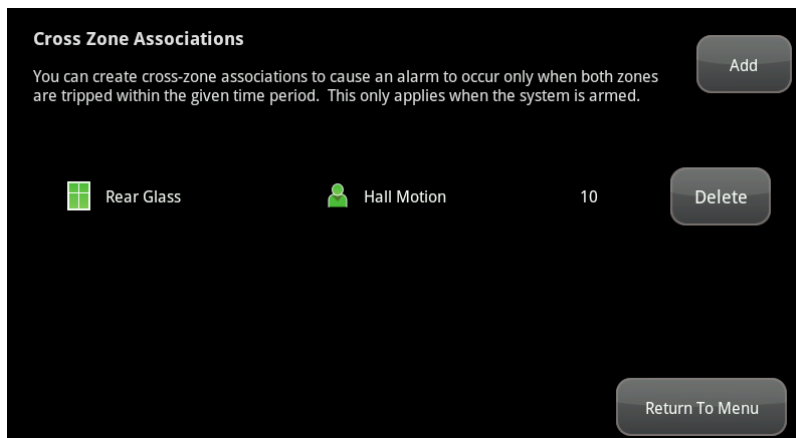 Cross Zone Associations
Add
You can create cross-zone associations to cause an alarm to occur only when both zones
are tripped within the given time period. This only applies when the system is armed.
Rear Glass Hall Motion 10 Delete
Return To Menu